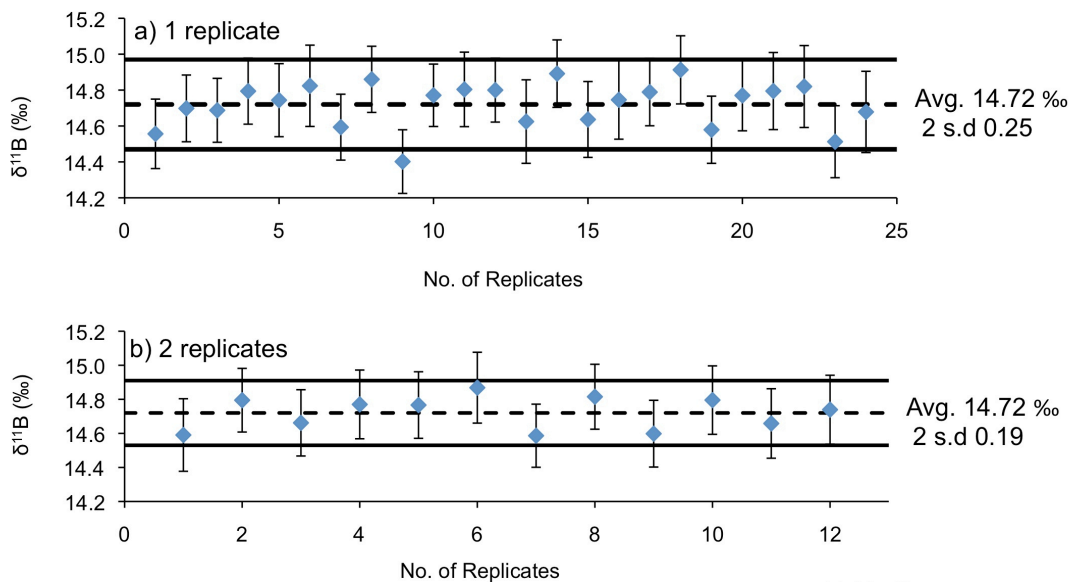 a) 1 replicate
15.2
15.0
14.8
14.6
14.4
14.2
δ¹¹B (‰)
0 5 10 15 20 25
No. of Replicates
Avg. 14.72 ‰
2 s.d 0.25
b) 2 replicates
15.2
15.0
14.8
14.6
14.4
14.2
δ¹¹B (‰)
0 2 4 6 8 10 12
No. of Replicates
Avg. 14.72 ‰
2 s.d 0.19